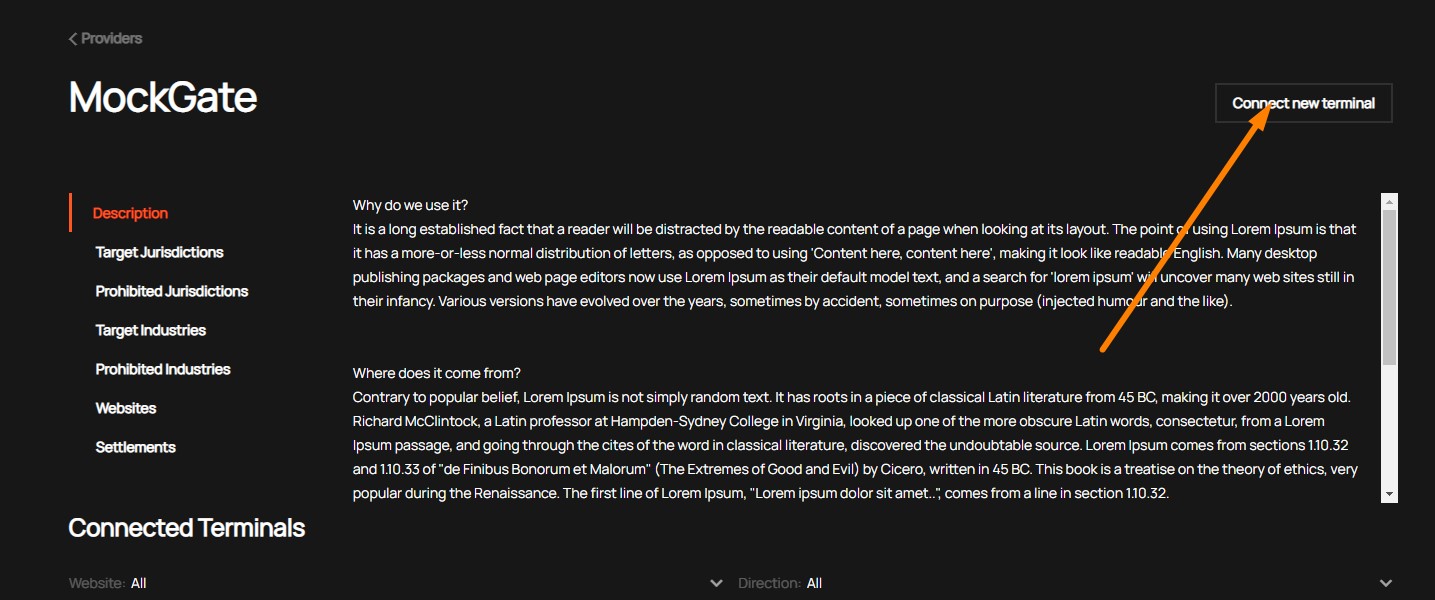 Providers
MockGate
Connect new terminal
Description
Target Jurisdictions
Prohibited Jurisdictions
Target Industries
Prohibited Industries
Websites
Settlements
Why do we use it?
It is a long established fact that a reader will be distracted by the readable content of a page when looking at its layout. The point of using Lorem Ipsum is that
it has a more-or-less normal distribution of letters, as opposed to using 'Content here, content here', making it look like readable English. Many desktop
publishing packages and web page editors now use Lorem Ipsum as their default model text, and a search for 'lorem ipsum' will uncover many web sites still in
their infancy. Various versions have evolved over the years, sometimes by accident, sometimes on purpose (injected humour and the like).
Where does it come from?
Contrary to popular belief, Lorem Ipsum is not simply random text. It has roots in a piece of classical Latin literature from 45 BC, making it over 2000 years old.
Richard McClintock, a Latin professor at Hampden-Sydney College in Virginia, looked up one of the more obscure Latin words, consectetur, from a Lorem
Ipsum passage, and going through the cites of the word in classical literature, discovered the undoubtable source. Lorem Ipsum comes from sections 1.10.32
and 1.10.33 of "de Finibus Bonorum et Malorum" (The Extremes of Good and Evil) by Cicero, written in 45 BC. This book is a treatise on the theory of ethics, very
popular during the Renaissance. The first line of Lorem Ipsum, "Lorem ipsum dolor sit amet..", comes from a line in section 1.10.32.
Connected Terminals
Website: All
Direction: All